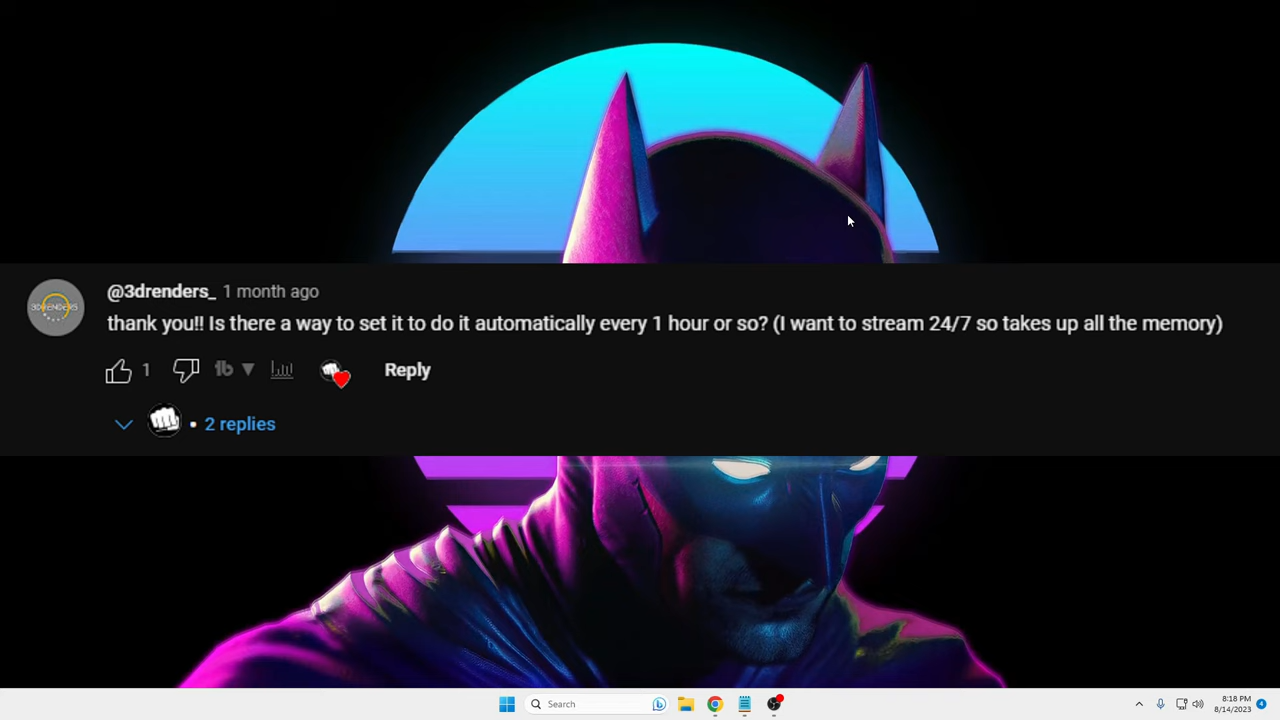 @3drenders_ 1 month ago
thank you!! Is there a way to set it to do it automatically every 1 hour or so? (I want to stream 24/7 so takes up all the memory)
1
Reply
• 2 replies
Search
8:18 PM
8/14/2023
4